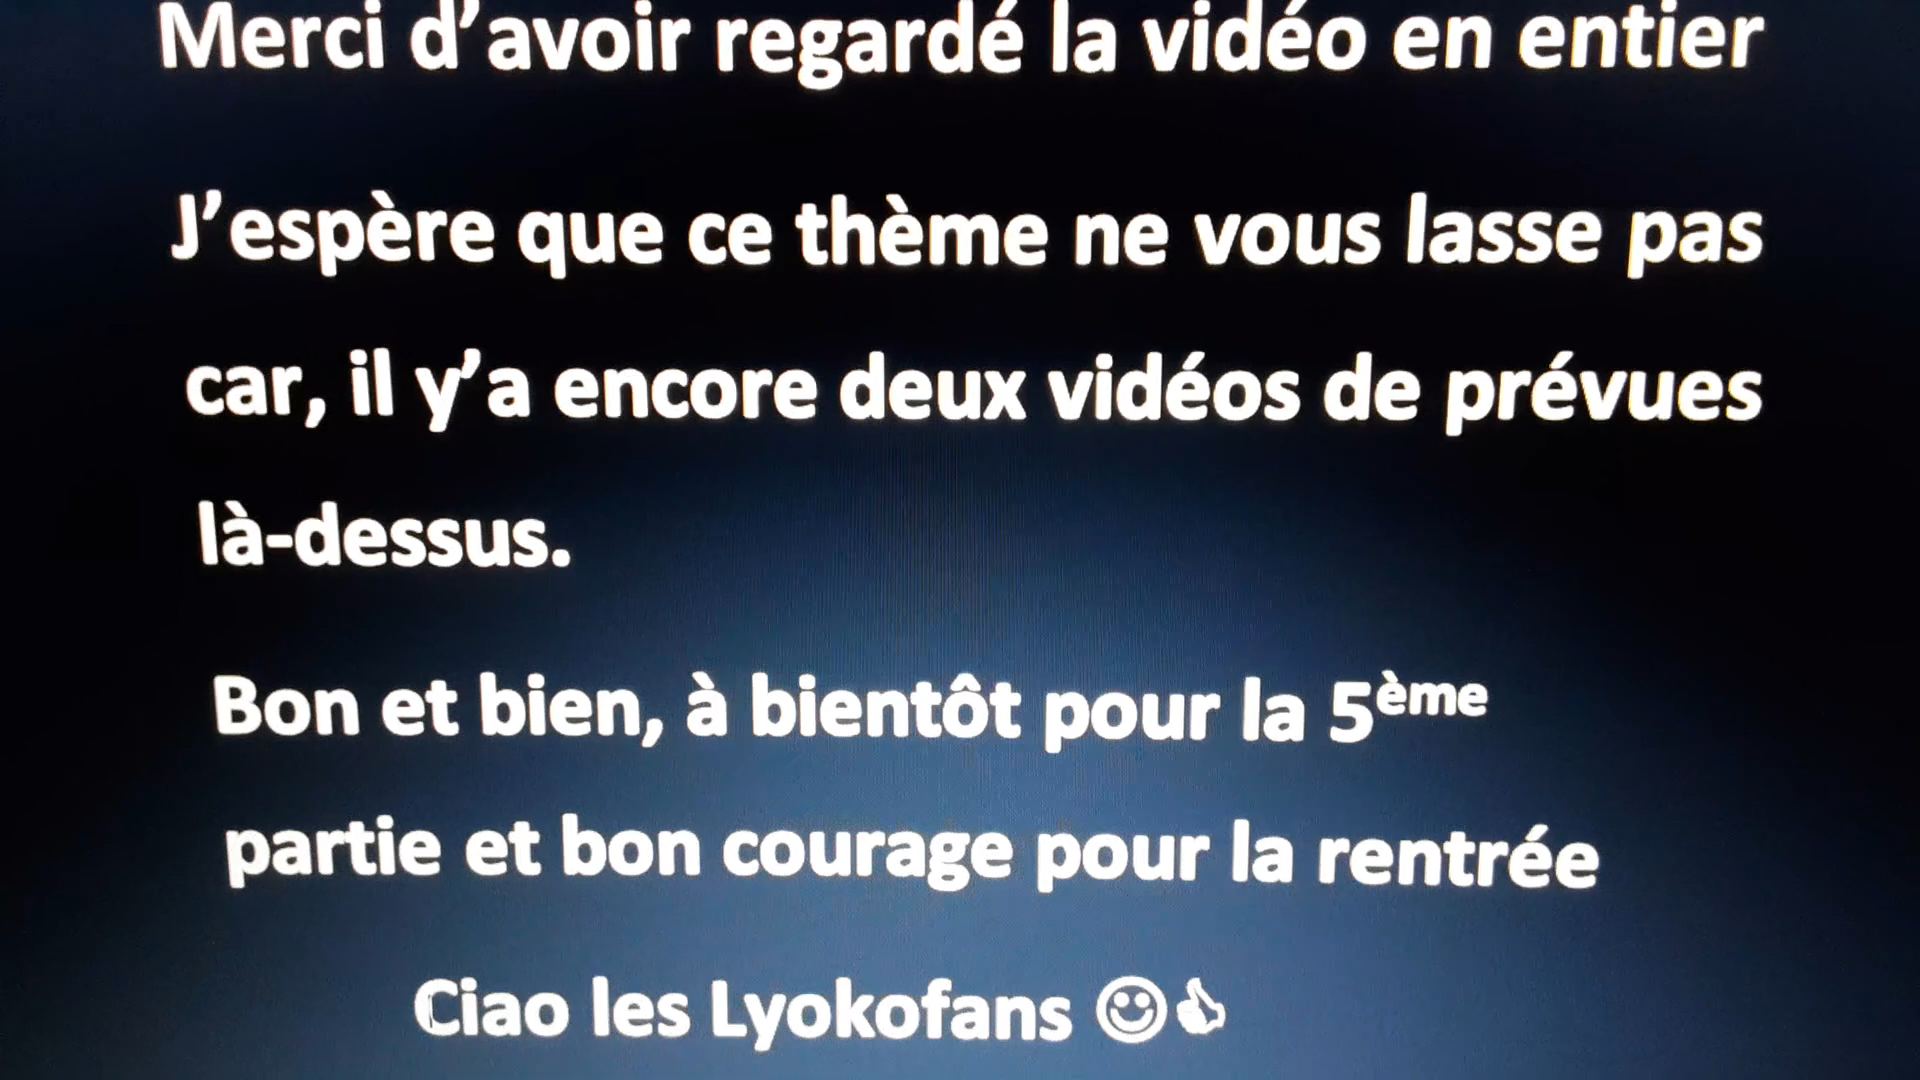 Merci d’avoir regardé la vidéo en entier
J’espère que ce thème ne vous lasse pas
car, il y’a encore deux vidéos de prévues
là-dessus.
Bon et bien, à bientôt pour la 5ème
partie et bon courage pour la rentrée
Ciao les Lyokofans ☺👍